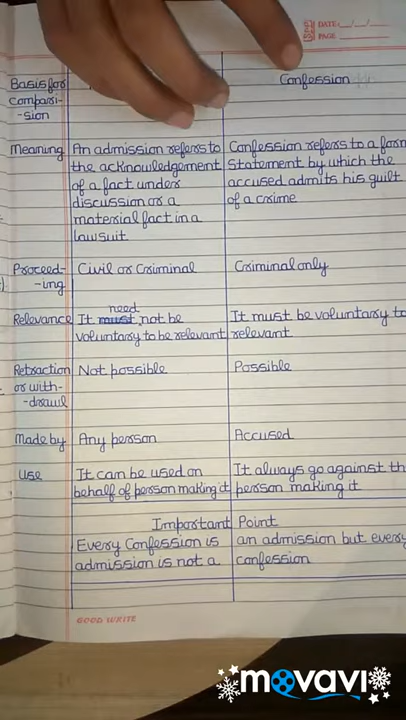 DATE: __/__/__
PAGE
Basis for
Compari-
-sion
Confession
Meaning
An admission refers to
the acknowledgement
of a fact under
discussion or a
material fact in a
lawsuit
Confession refers to a form
Statement by which the
accused admits his guilt
of a crime
Proceed-
-ing
Civil or Criminal
Criminal only
Relevance
need
It must not be
voluntary to be relevant
It must be voluntary to
relevant
Retraction
or with-
-drawl
Not possible
Possible
Made by
Any person
Accused
Use
It can be used on
behalf of person making it
It always go against th
person making it
Important Point
Every Confession is an admission but every
admission is not a confession
GOOD WRITE
movavi